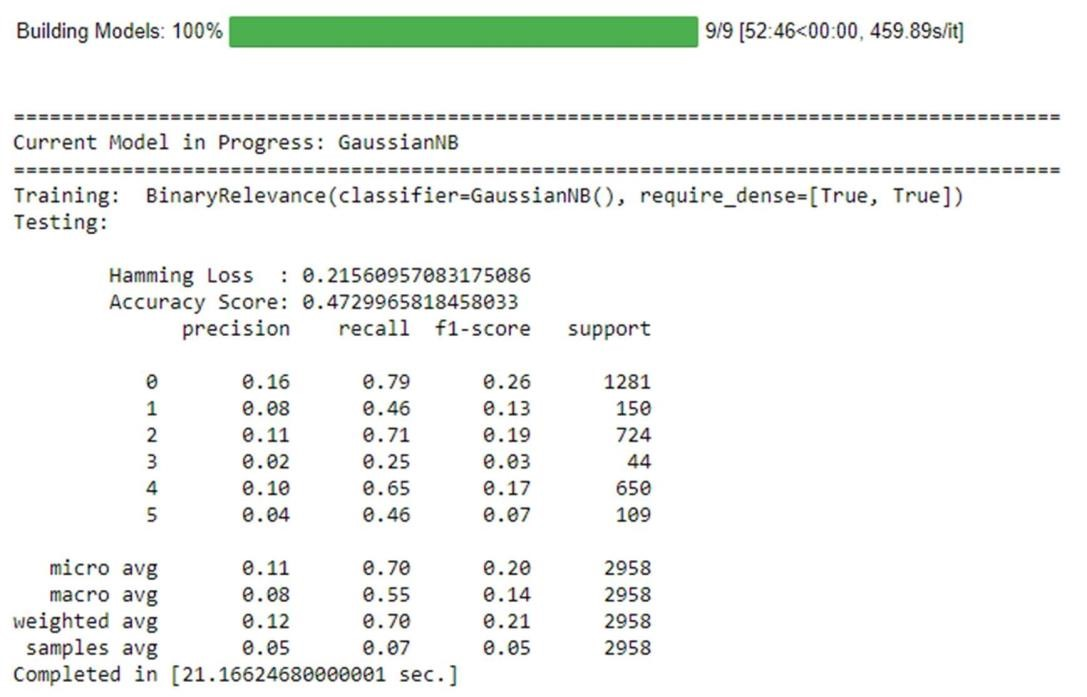 Building Models: 100% 9/9 [52:46<00:00, 459.89s/it]
=======================================================================================
Current Model in Progress: GaussianNB
=======================================================================================
Training:  BinaryRelevance(classifier=GaussianNB(), require_dense=[True, True])
Testing:
Hamming Loss  : 0.21560957083175086
Accuracy Score: 0.4729965818458033
precision recall f1-score support
0 0.16 0.79 0.26 1281
1 0.08 0.46 0.13 150
2 0.11 0.71 0.19 724
3 0.02 0.25 0.03 44
4 0.10 0.65 0.17 650
5 0.04 0.46 0.07 109
micro avg 0.11 0.70 0.20 2958
macro avg 0.08 0.55 0.14 2958
weighted avg 0.12 0.70 0.21 2958
samples avg 0.05 0.07 0.05 2958
Completed in [21.16624680000001 sec.]